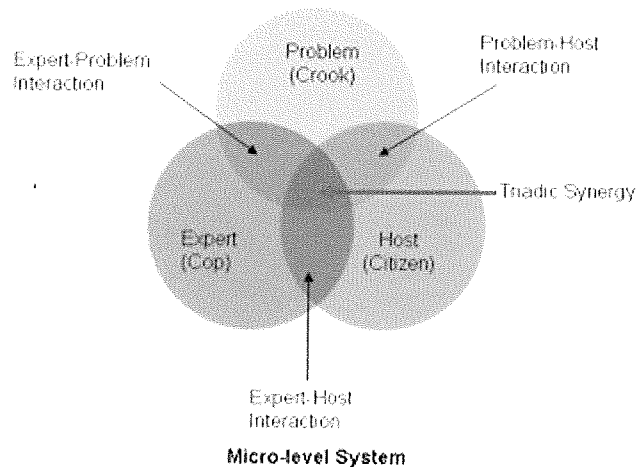 Problem
(Crook)
Expert-Problem
Interaction
Problem-Host
Interaction
Triadic Synergy
Expert
(Cop)
Host
(Citizen)
Expert-Host
Interaction
Micro-level System